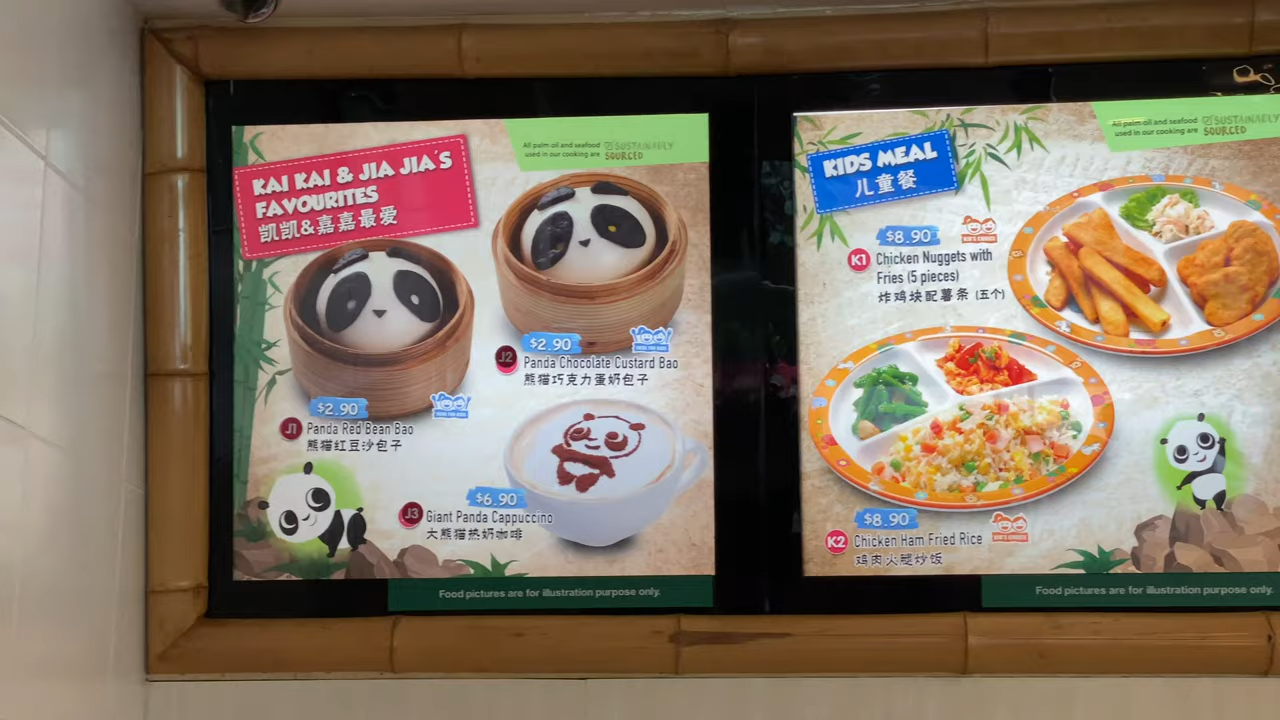 KAI KAI & JIA JIA'S
FAVOURITES
凯凯&嘉嘉最爱
All palm oil and seafood
used in our cooking are
SUSTAINABLY
SOURCED
$2.90
J2
Panda Chocolate Custard Bao
熊猫巧克力蛋奶包子
$2.90
J1
Panda Red Bean Bao
熊猫红豆沙包子
$6.90
J3
Giant Panda Cappuccino
大熊猫热奶咖啡
Food pictures are for illustration purpose only.
KIDS MEAL
儿童餐
All palm oil and seafood
used in our cooking are
SUSTAINABLY
SOURCED
$8.90
K1
Chicken Nuggets with
Fries (5 pieces)
炸鸡块配薯条 (五个)
$8.90
K2
Chicken Ham Fried Rice
鸡肉火腿炒饭
Food pictures are for illustration purpose only.